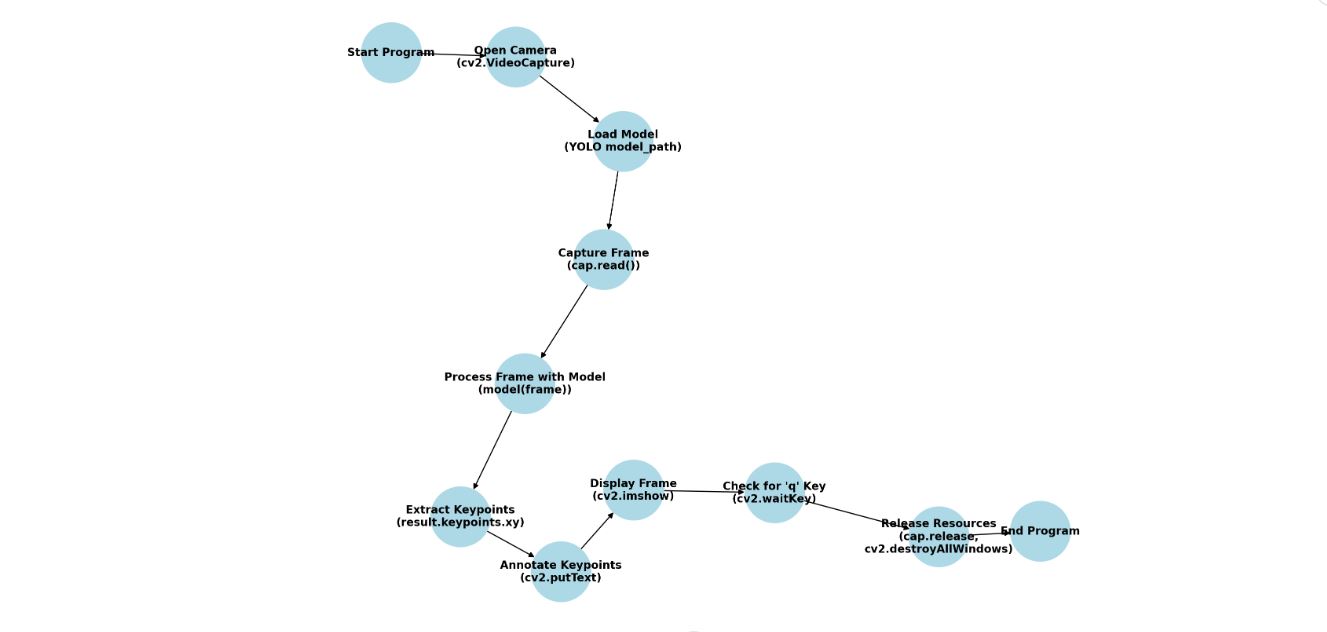 Start Program
Open Camera
(cv2.VideoCapture)
Load Model
(YOLO model_path)
Capture Frame
(cap.read())
Process Frame with Model
(model(frame))
Extract Keypoints
(result.keypoints.xy)
Annotate Keypoints
(cv2.putText)
Display Frame
(cv2.imshow)
Check for 'q' Key
(cv2.waitKey)
Release Resources
(cap.release,
cv2.destroyAllWindows)
End Program